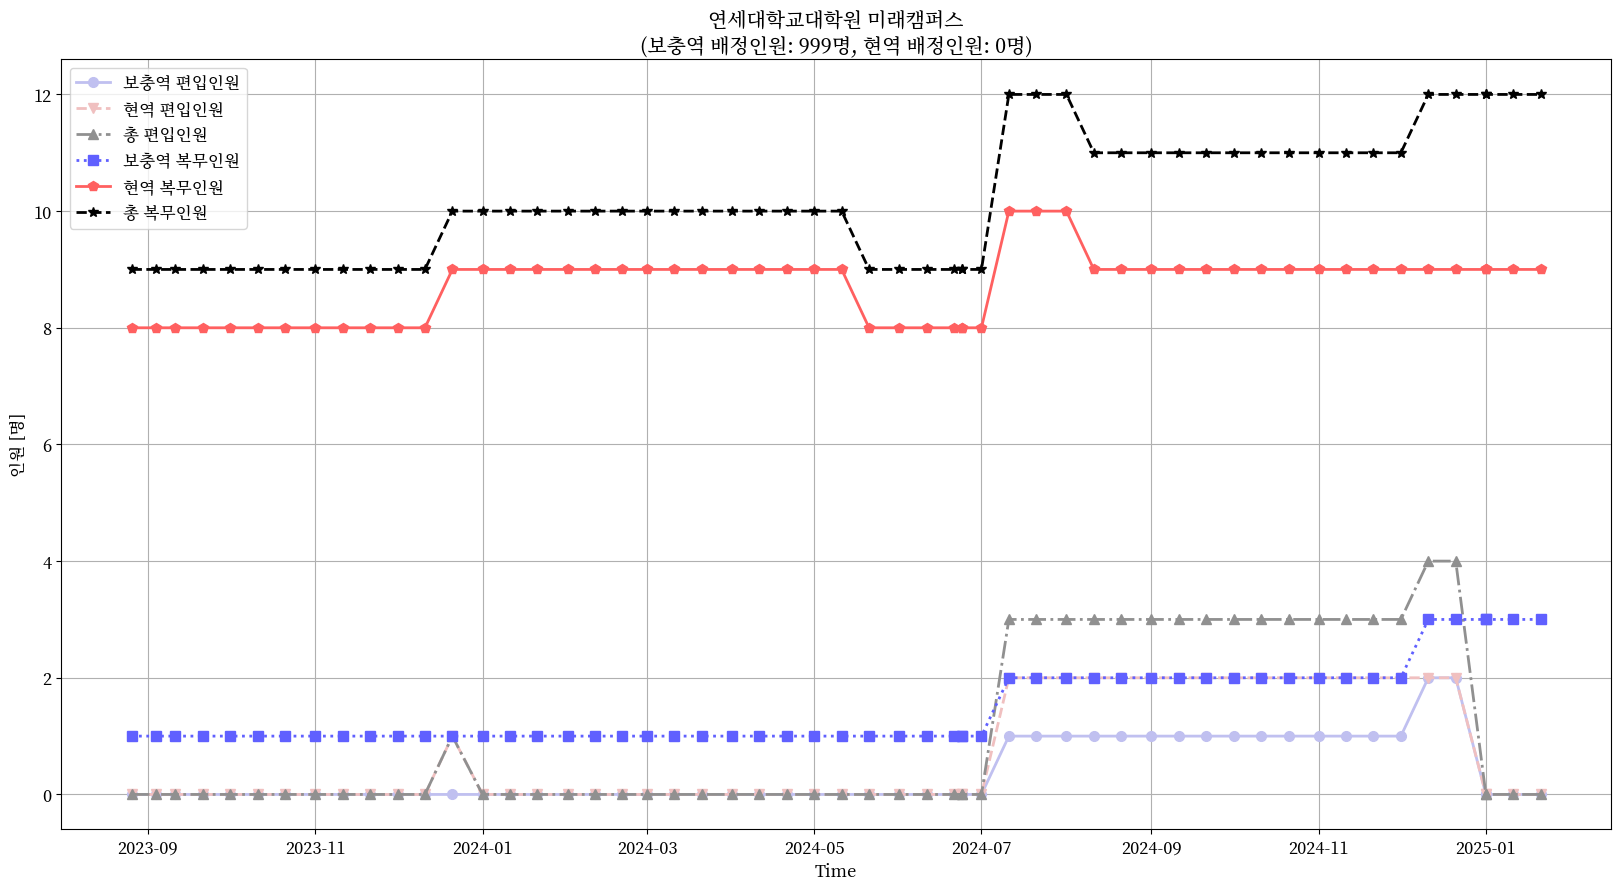 연세대학교대학원 미래캠퍼스
(보충역 배정인원: 999명, 현역 배정인원: 0명)
보충역 편입인원
현역 편입인원
총 편입인원
보충역 복무인원
현역 복무인원
총 복무인원
인원 [명]
12
10
8
6
4
2
0
2023-09
2023-11
2024-01
2024-03
2024-05
2024-07
2024-09
2024-11
2025-01
Time